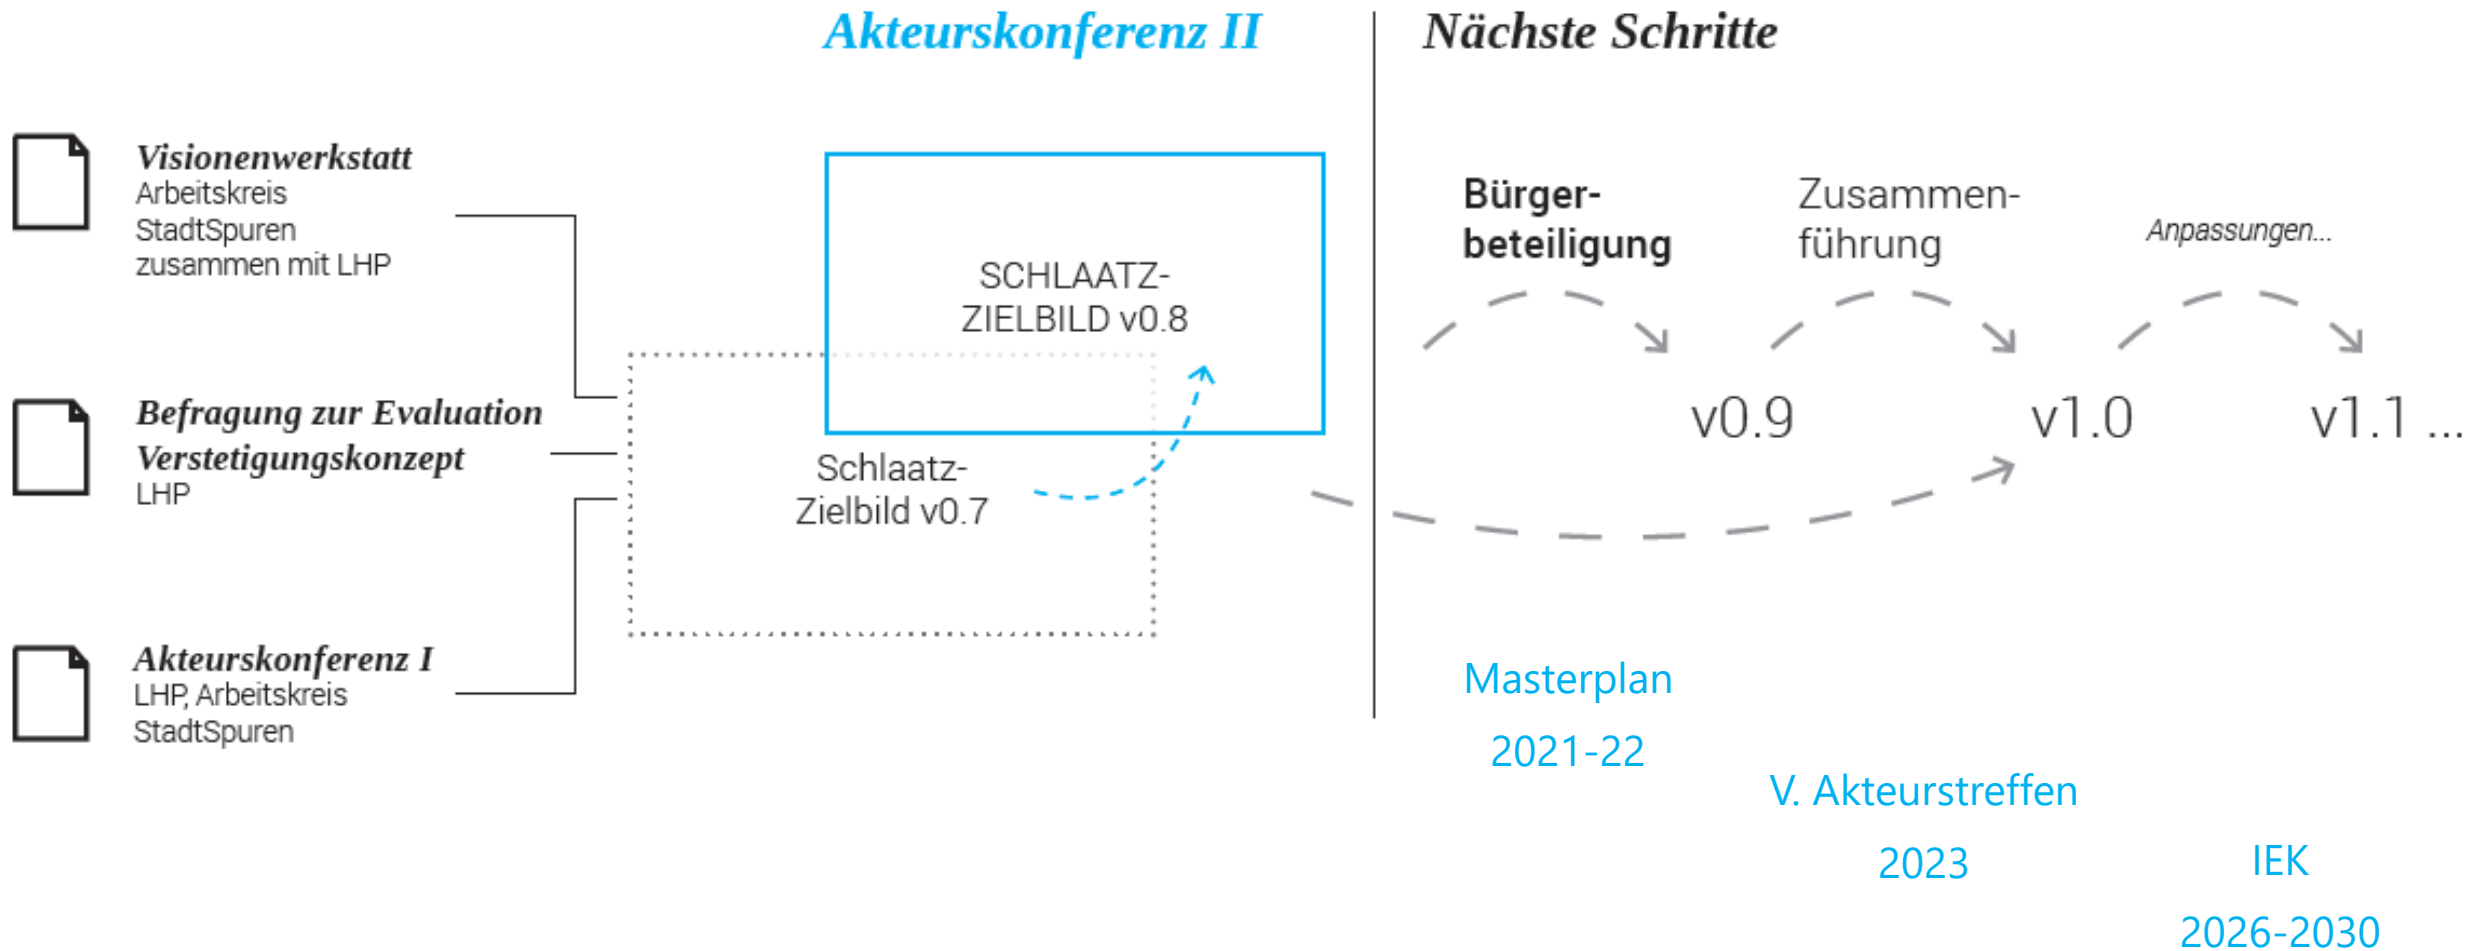 Akteurskonferenz II
Nächste Schritte
Visionenwerkstatt
Arbeitskreis
StadtSpuren
zusammen mit LHP
Befragung zur Evaluation
Verstetigungskonzept
LHP
Akteurskonferenz I
LHP, Arbeitskreis
StadtSpuren
SCHLAATZ-
ZIELBILD v0.8
Schlaatz-
Zielbild v0.7
Bürger-
beteiligung
Zusammen-
führung
Anpassungen...
v0.9
v1.0
v1.1 ...
Masterplan
2021-22
V. Akteurstreffen
2023
IEK
2026-2030